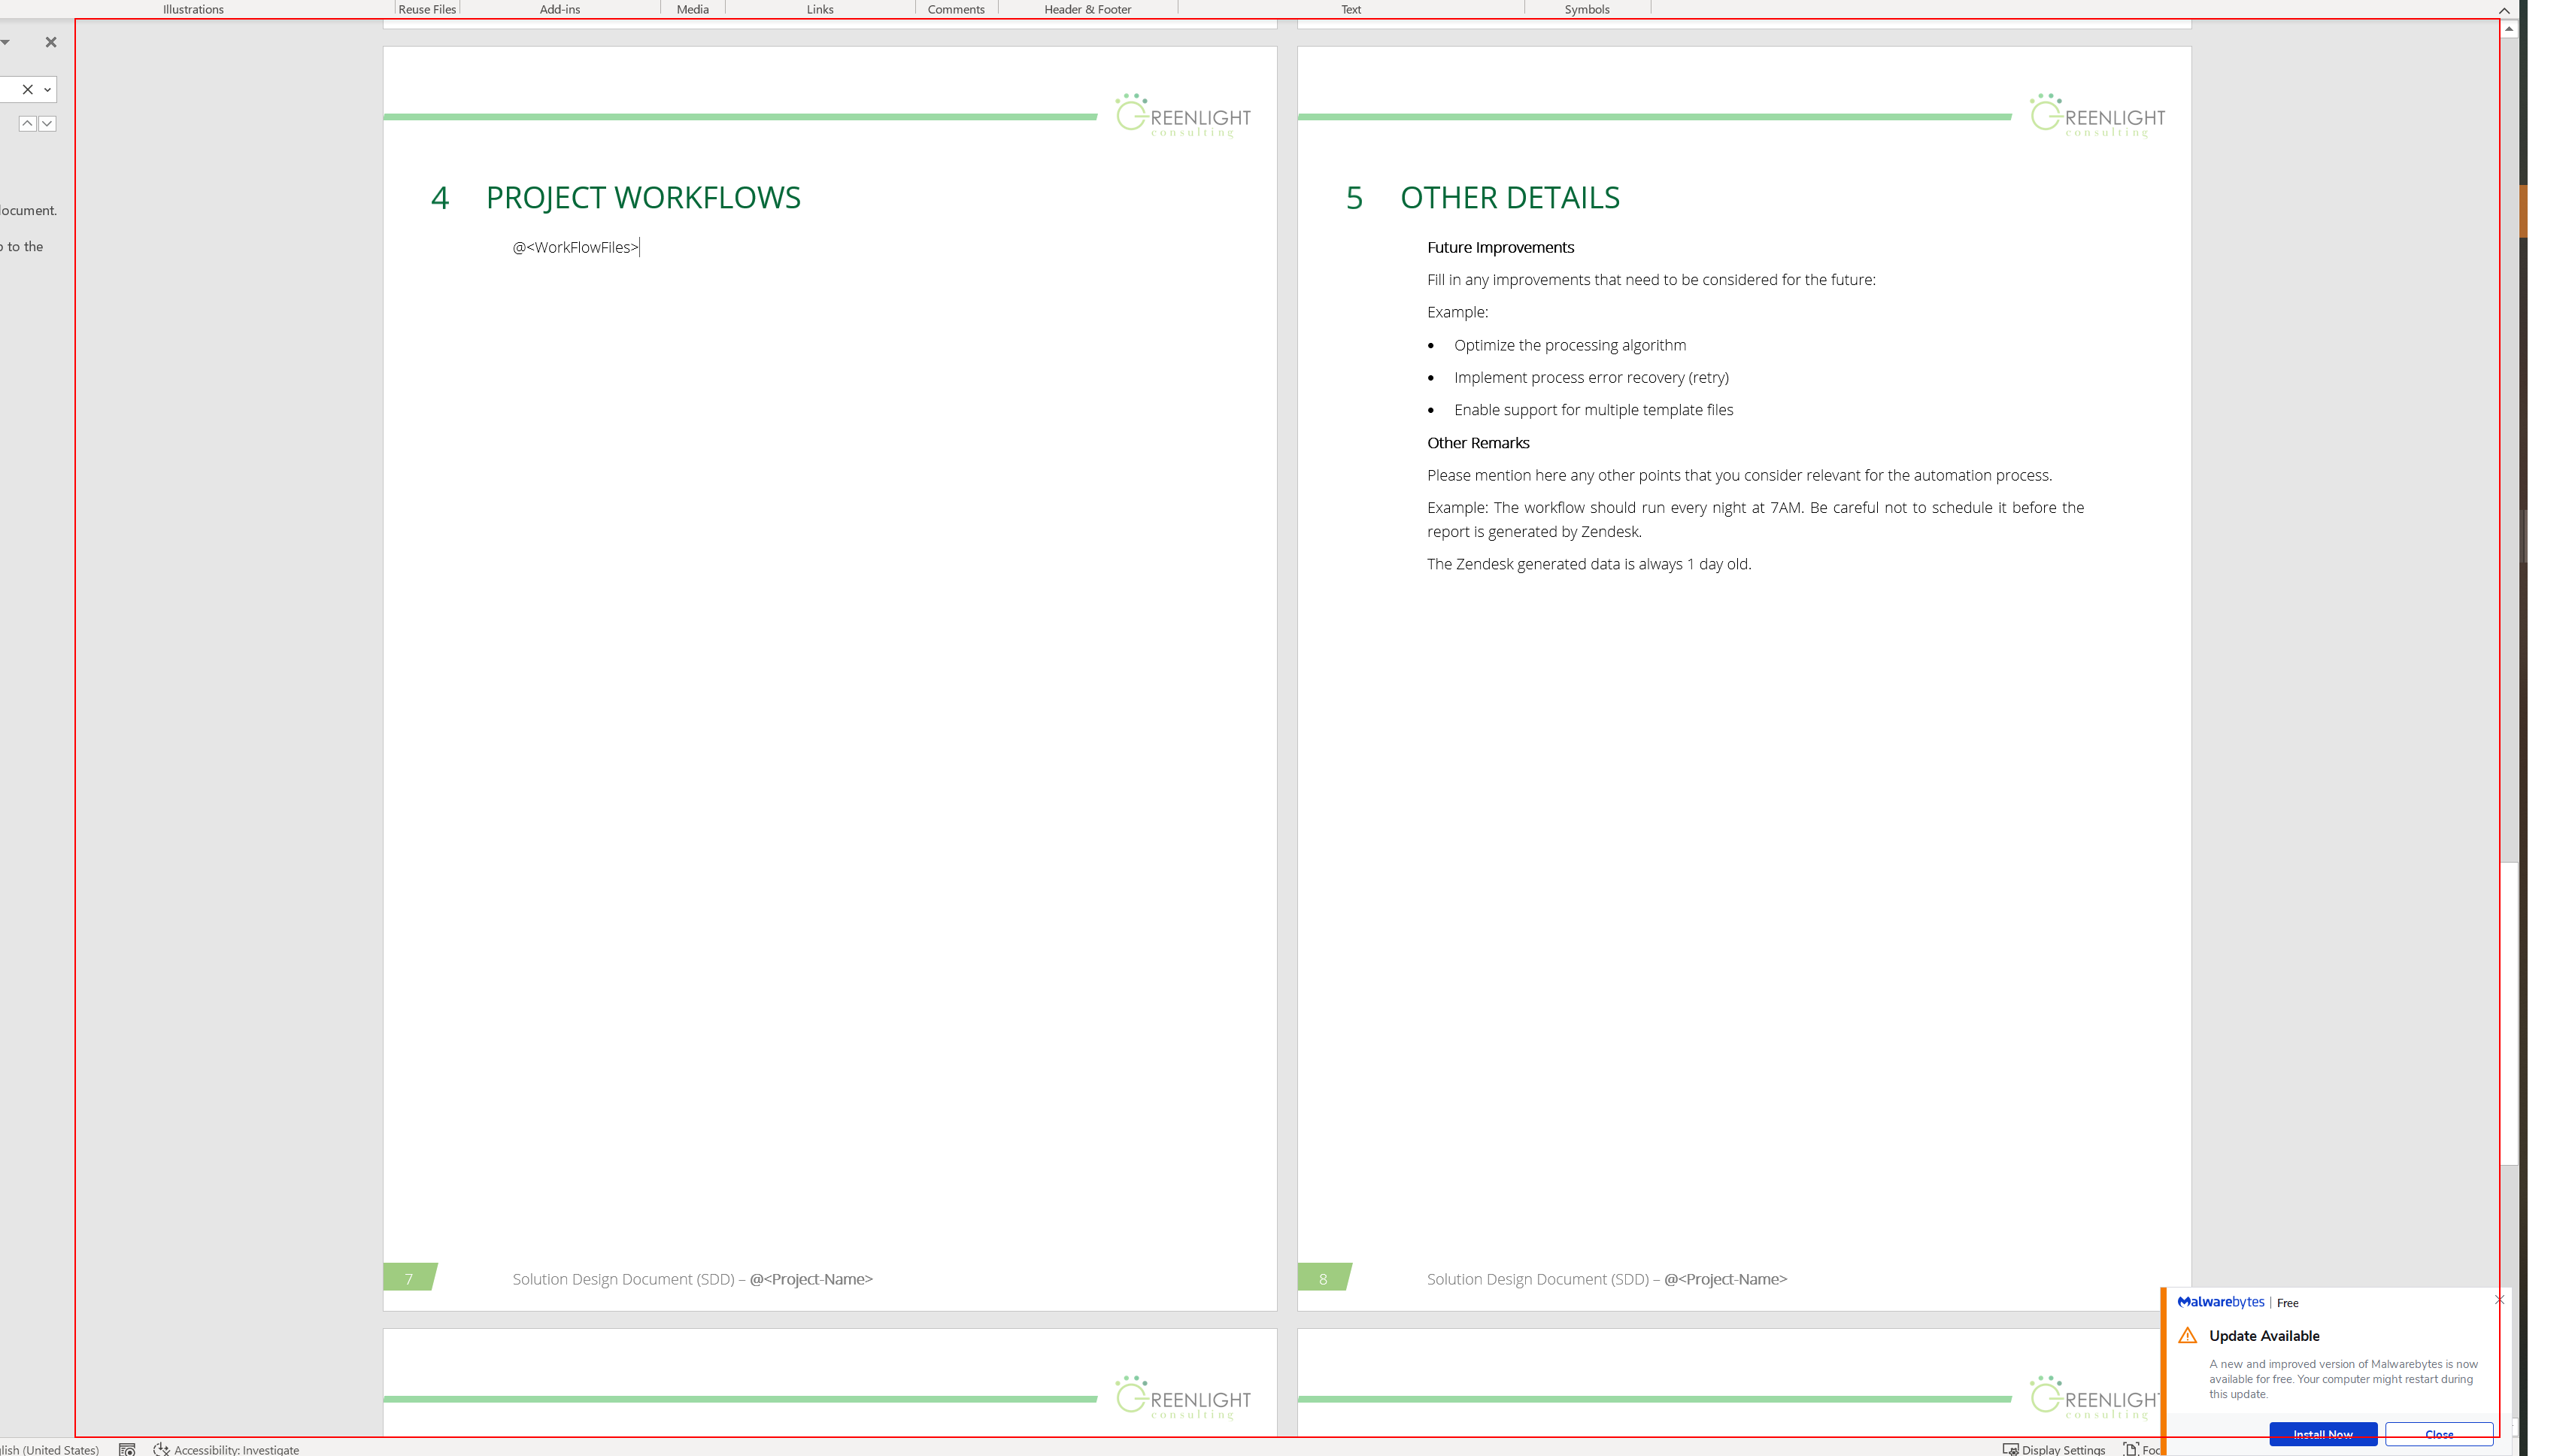 Illustrations
Reuse Files
Add-ins
Media
Links
Comments
Header & Footer
Text
Symbols
to the
REENLIGHT
consulting
4 PROJECT WORKFLOWS
@<WorkFlowFiles>
7
Solution Design Document (SDD) – @<Project-Name>
REENLIGHT
consulting
5 OTHER DETAILS
Future Improvements
Fill in any improvements that need to be considered for the future:
Example:
• Optimize the processing algorithm
• Implement process error recovery (retry)
• Enable support for multiple template files
Other Remarks
Please mention here any other points that you consider relevant for the automation process.
Example: The workflow should run every night at 7AM. Be careful not to schedule it before the
report is generated by Zendesk.
The Zendesk generated data is always 1 day old.
8
Solution Design Document (SDD) – @<Project-Name>
REENLIGHT
consulting
REENLIGH
consulting
Malwarebytes | Free
Update Available
A new and improved version of Malwarebytes is now
available for free. Your computer might restart during
this update.
Install Now
Close
(United States)
Accessibility: Investigate
Display Settings